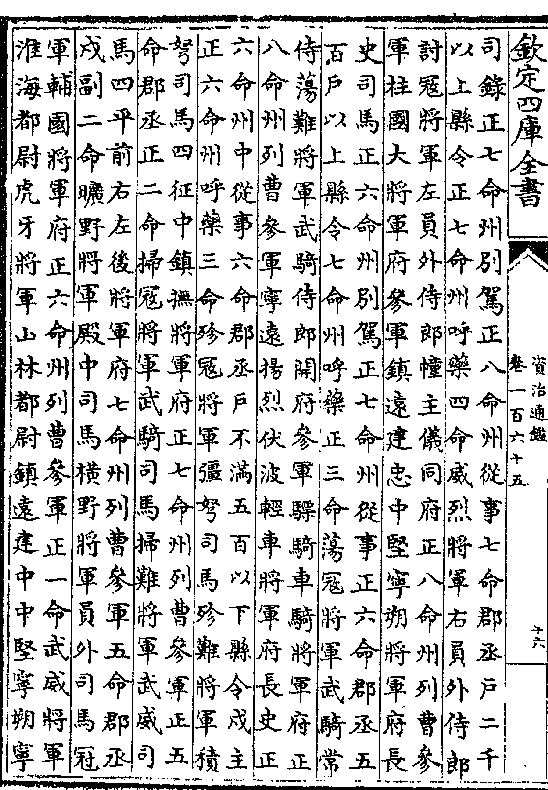 欽定四庫全書
資治通鑑
卷一百六十五
十六
司錄正七命州別駕正八命州從事七命郡丞戶二千
以上縣令正七命州呼藥四命威烈將軍右員外侍郎
討冦將軍左員外侍郎幢主儀同府正八命州列曹參
軍柱國大將軍府參軍鎮遠建忠中堅寧朔將軍府長
史司馬正六命州別駕正七命州從事正六命郡丞五
百戶以上縣令七命州呼藥正三命蕩冦將軍武騎常
侍蕩難將軍武騎侍郎開府參軍驃騎車騎將軍府正
八命州列曹參軍寧遠揚烈伏波輕車將軍府長史正
六命州中從事六命郡丞戶不滿五百以下縣令戍主
正六命州呼藥三命殄冦將軍彊弩司馬殄難將軍積
弩司馬四征中鎮撫將軍府正七命州列曹參軍正五
命郡丞正二命掃冦將軍武騎司馬掃難將軍武威司
馬四平前右左後將軍府七命州列曹參軍五命郡丞
戍副二命曠野將軍殿中司馬横野將軍員外司馬冠
軍輔國將軍府正六命州列曹參軍正一命武威將軍
淮海都尉虎牙將軍山林都尉鎮遠建中中堅寧朔寧